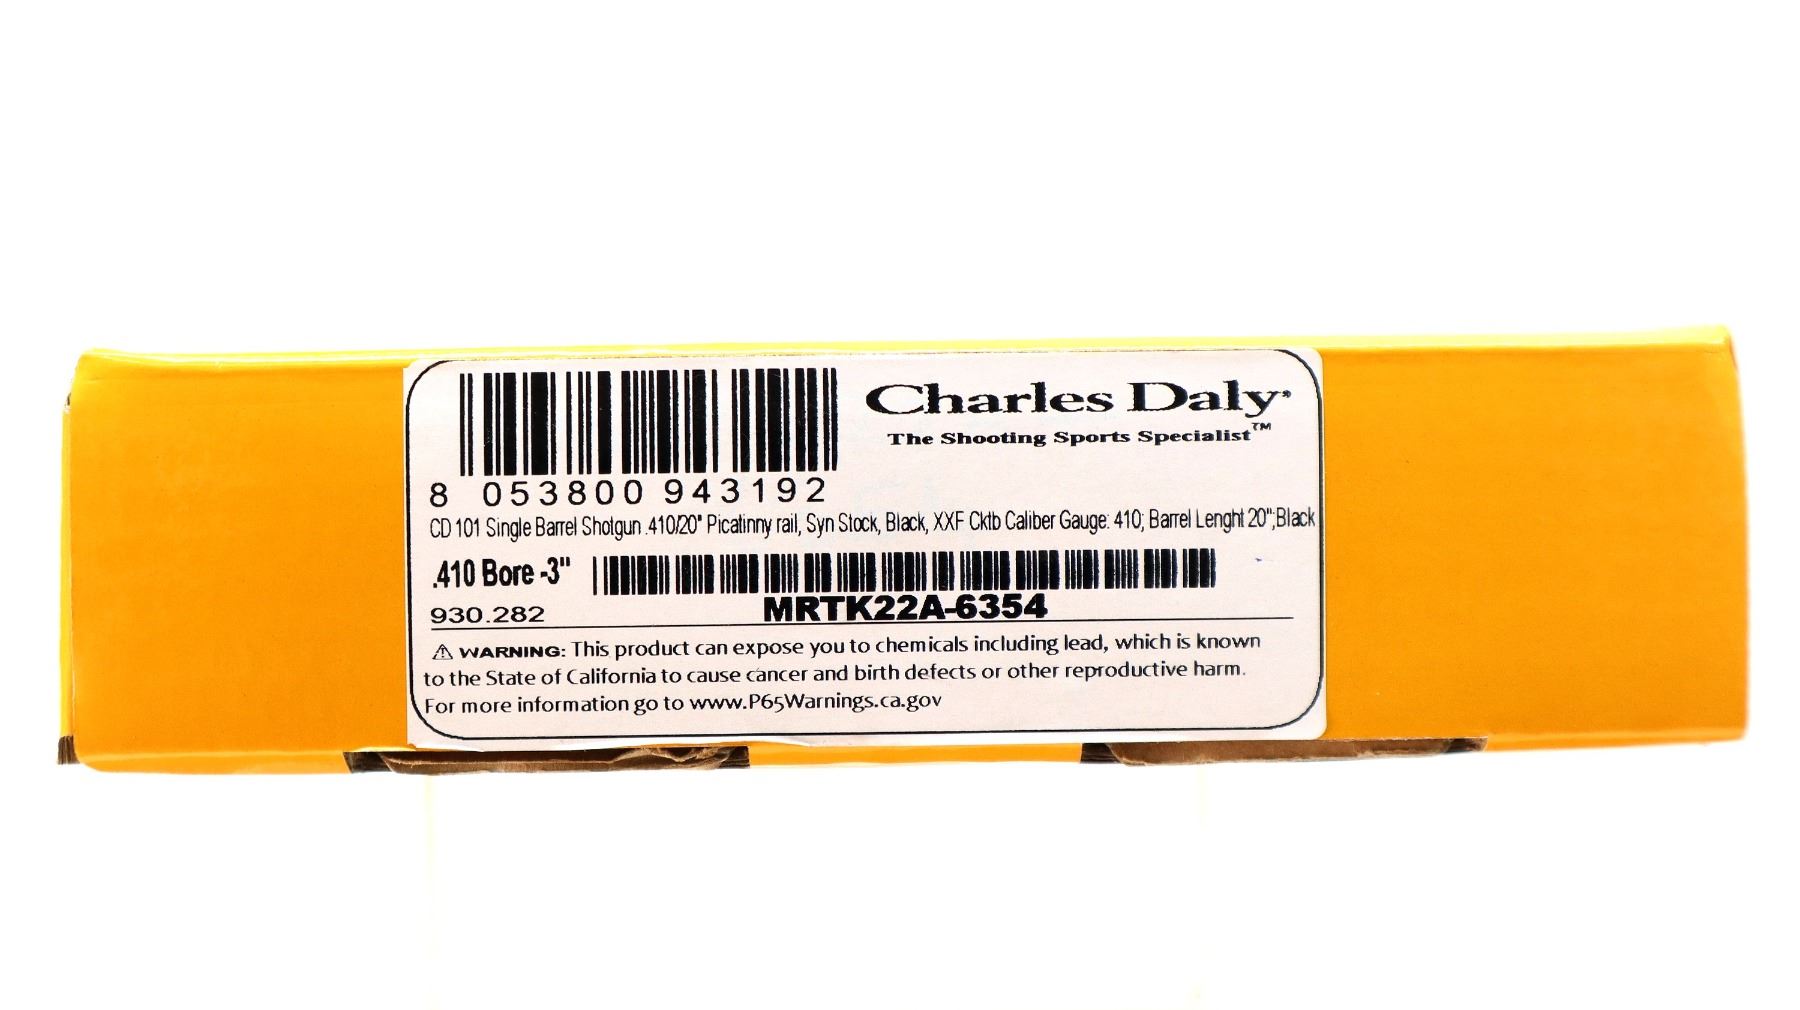 Charles Daly®
The Shooting Sports Specialist™
8 053800 943192
CD 101 Single Barrel Shotgun .410/20" Picatinny rail, Syn Stock, Black, XXF Cktb Caliber Gauge: 410; Barrel Lenght 20";Black
.410 Bore -3"
930.282
MRTK22A-6354
⚠ WARNING: This product can expose you to chemicals including lead, which is known
to the State of California to cause cancer and birth defects or other reproductive harm.
For more information go to www.P65Warnings.ca.gov